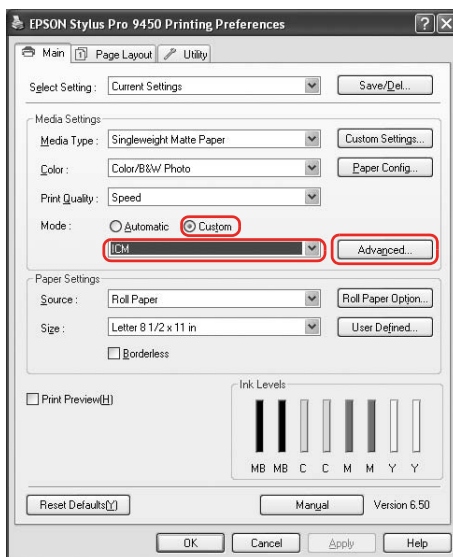 EPSON Stylus Pro 9450 Printing Preferences
Main Page Layout Utility
Select Setting : Current Settings Save/Del...
Media Settings
Media Type : Singleweight Matte Paper Custom Settings...
Color : Color/B&W Photo Paper Config...
Print Quality : Speed
Mode : Automatic Custom
ICM Advanced...
Paper Settings
Source : Roll Paper Roll Paper Option...
Size : Letter 8 1/2 x 11 in User Defined...
Borderless
Print Preview(H)
Ink Levels
MB MB C C M M Y Y
Reset Defaults(Y) Manual Version 6.50
OK Cancel Apply Help